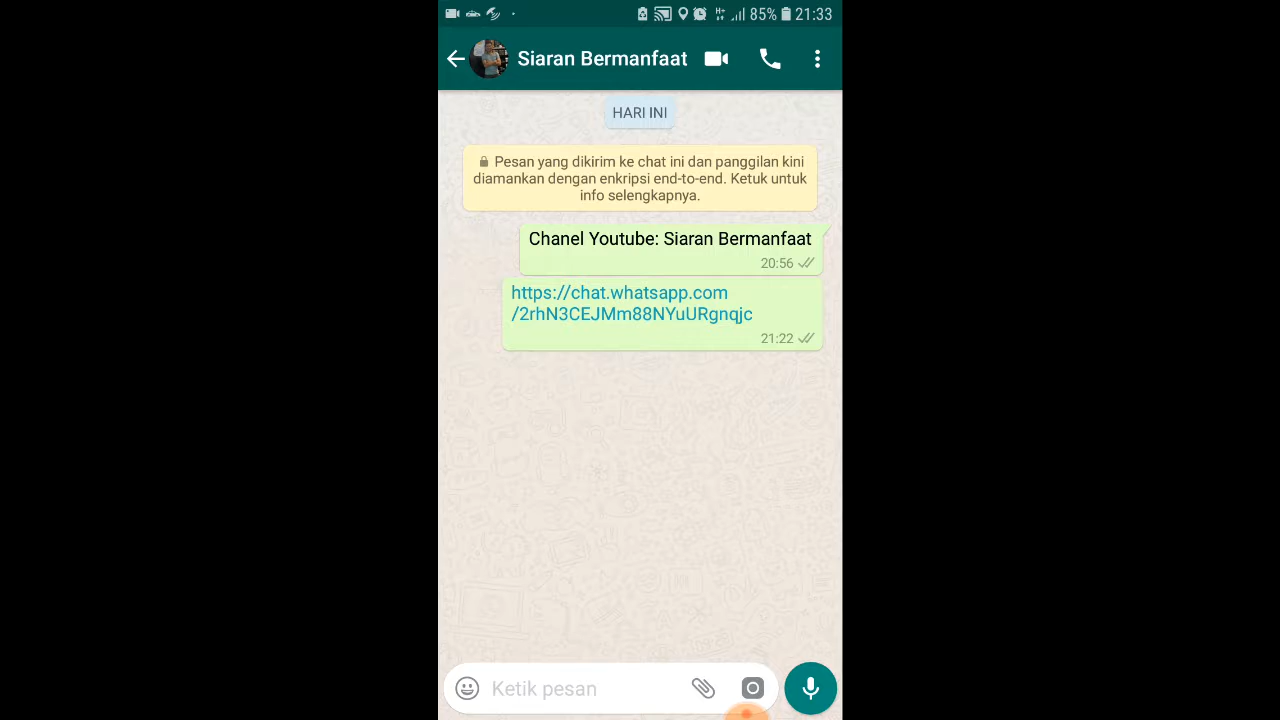 85% 21:33
Siaran Bermanfaat
HARI INI
Pesan yang dikirim ke chat ini dan panggilan kini
diamankan dengan enkripsi end-to-end. Ketuk untuk
info selengkapnya.
Chanel Youtube: Siaran Bermanfaat
20:56
https://chat.whatsapp.com
/2rhN3CEJMm88NYuURgnqjc
21:22
Ketik pesan